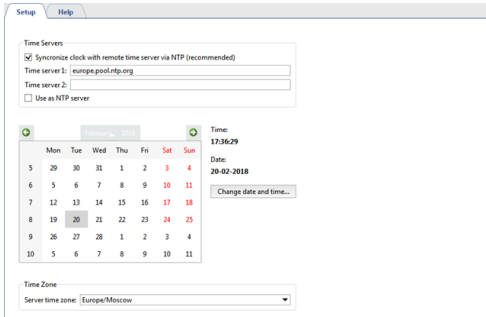 Setup Help
Time Servers
Syncronize clock with remote time server via NTP (recommended)
Time server 1: europe.pool.ntp.org
Time server 2:
Use as NTP server
February, 2018
Time:
17:36:29
Mon Tue Wed Thu Fri Sat Sun
Date:
5 29 30 31 1 2 3 4
20-02-2018
6 5 6 7 8 9 10 11
Change date and time...
7 12 13 14 15 16 17 18
8 19 20 21 22 23 24 25
9 26 27 28 1 2 3 4
10 5 6 7 8 9 10 11
Time Zone
Server time zone: Europe/Moscow